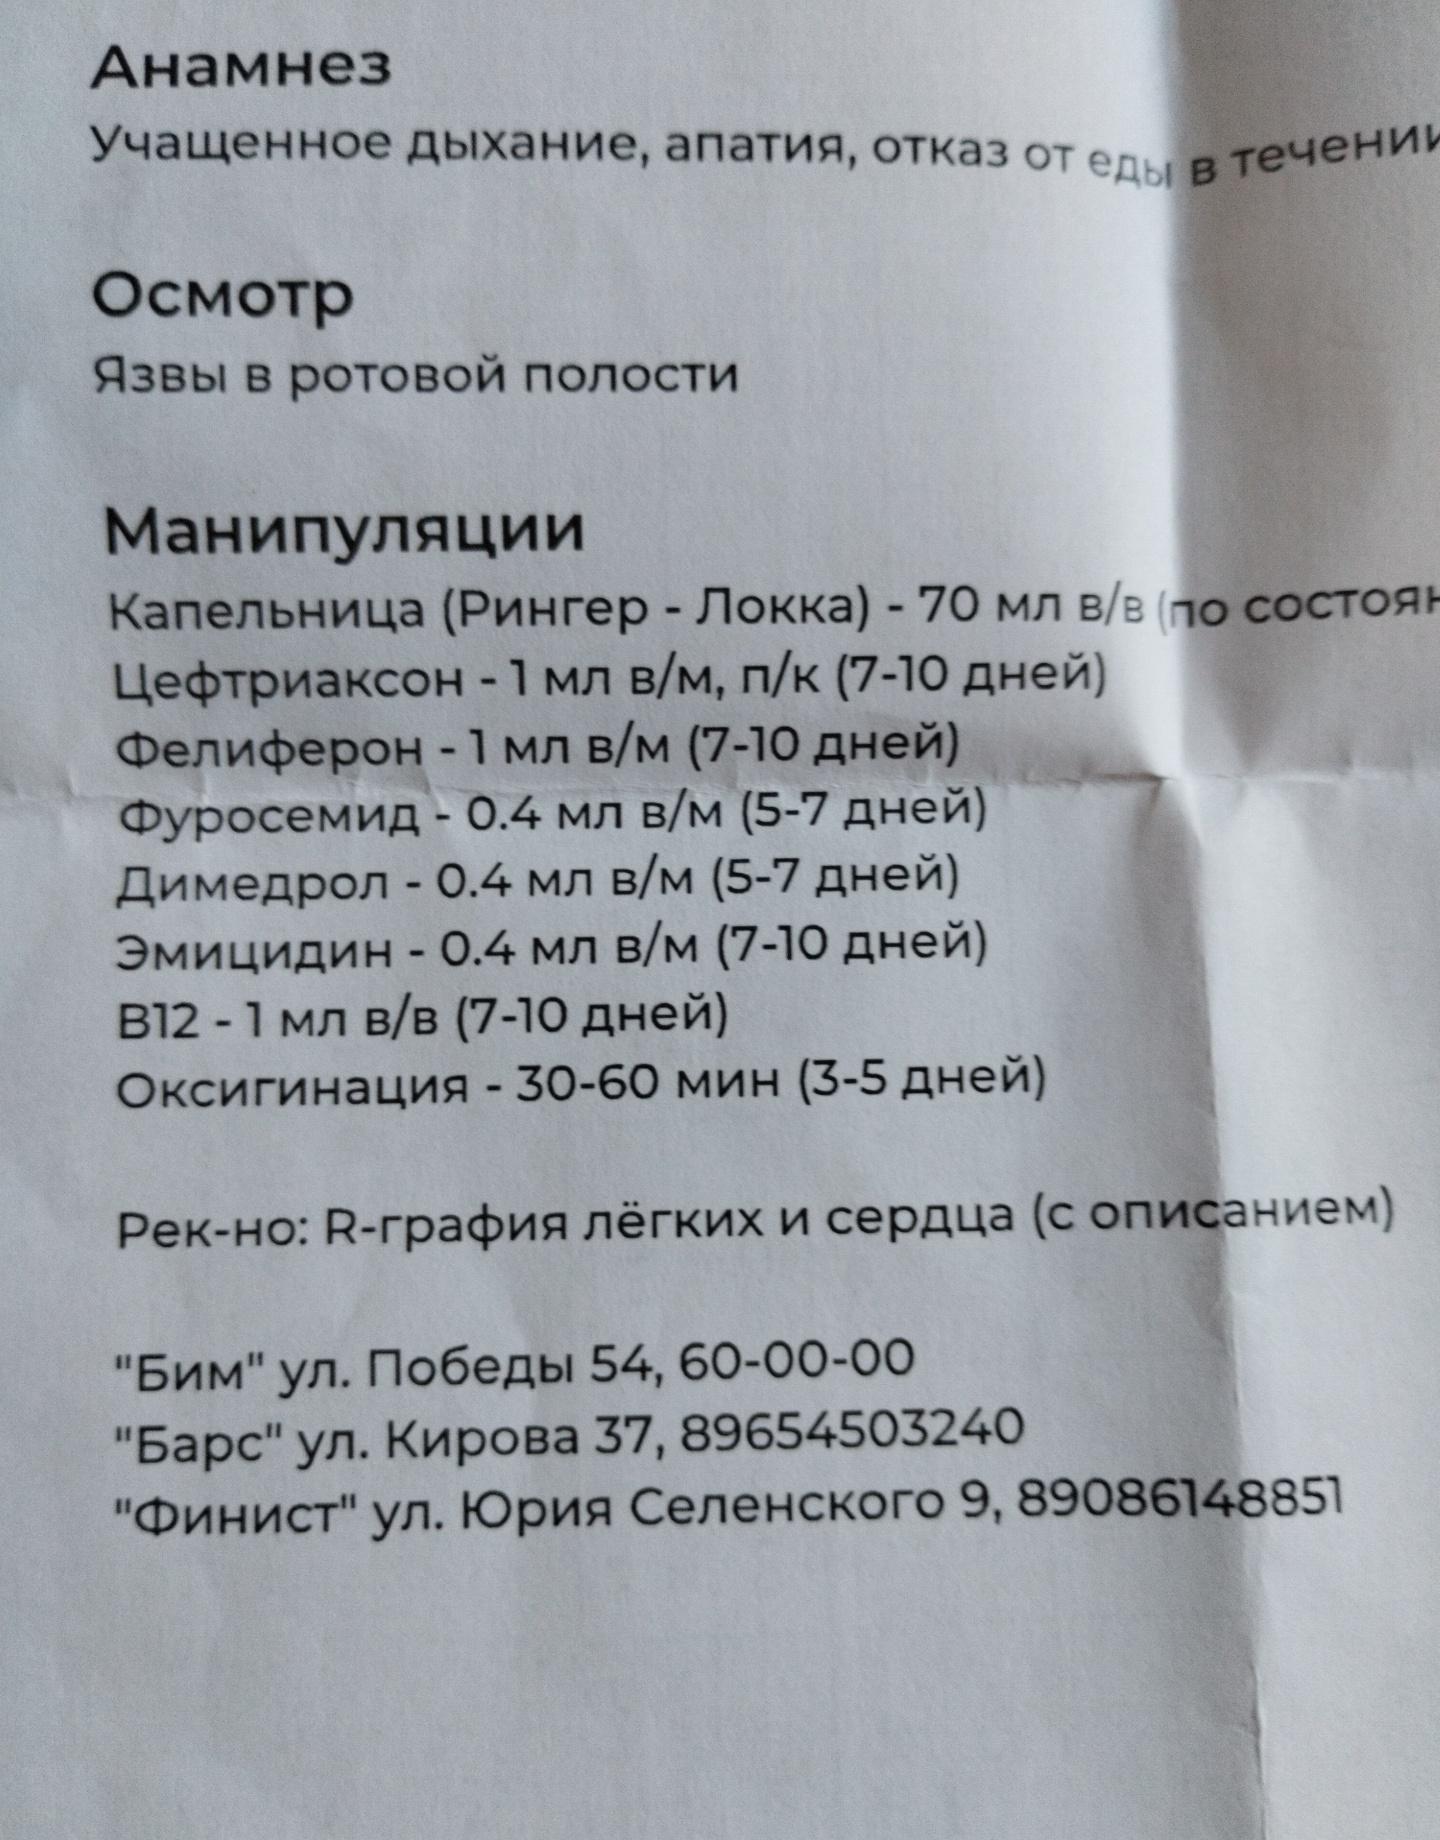 Анамнез
Учащенное дыхание, апатия, отказ от еды в течении
Осмотр
Язвы в ротовой полости
Манипуляции
Капельница (Рингер - Локка) - 70 мл в/в (по состоян
Цефтриаксон - 1 мл в/м, п/к (7-10 дней)
Фелиферон - 1 мл в/м (7-10 дней)
Фуросемид - 0.4 мл в/м (5-7 дней)
Димедрол - 0.4 мл в/м (5-7 дней)
Эмицидин - 0.4 мл в/м (7-10 дней)
В12 - 1 мл в/в (7-10 дней)
Оксигинация - 30-60 мин (3-5 дней)
Рек-но: R-графия лёгких и сердца (с описанием)
"Бим" ул. Победы 54, 60-00-00
"Барс" ул. Кирова 37, 89654503240
"Финист" ул. Юрия Селенского 9, 89086148851